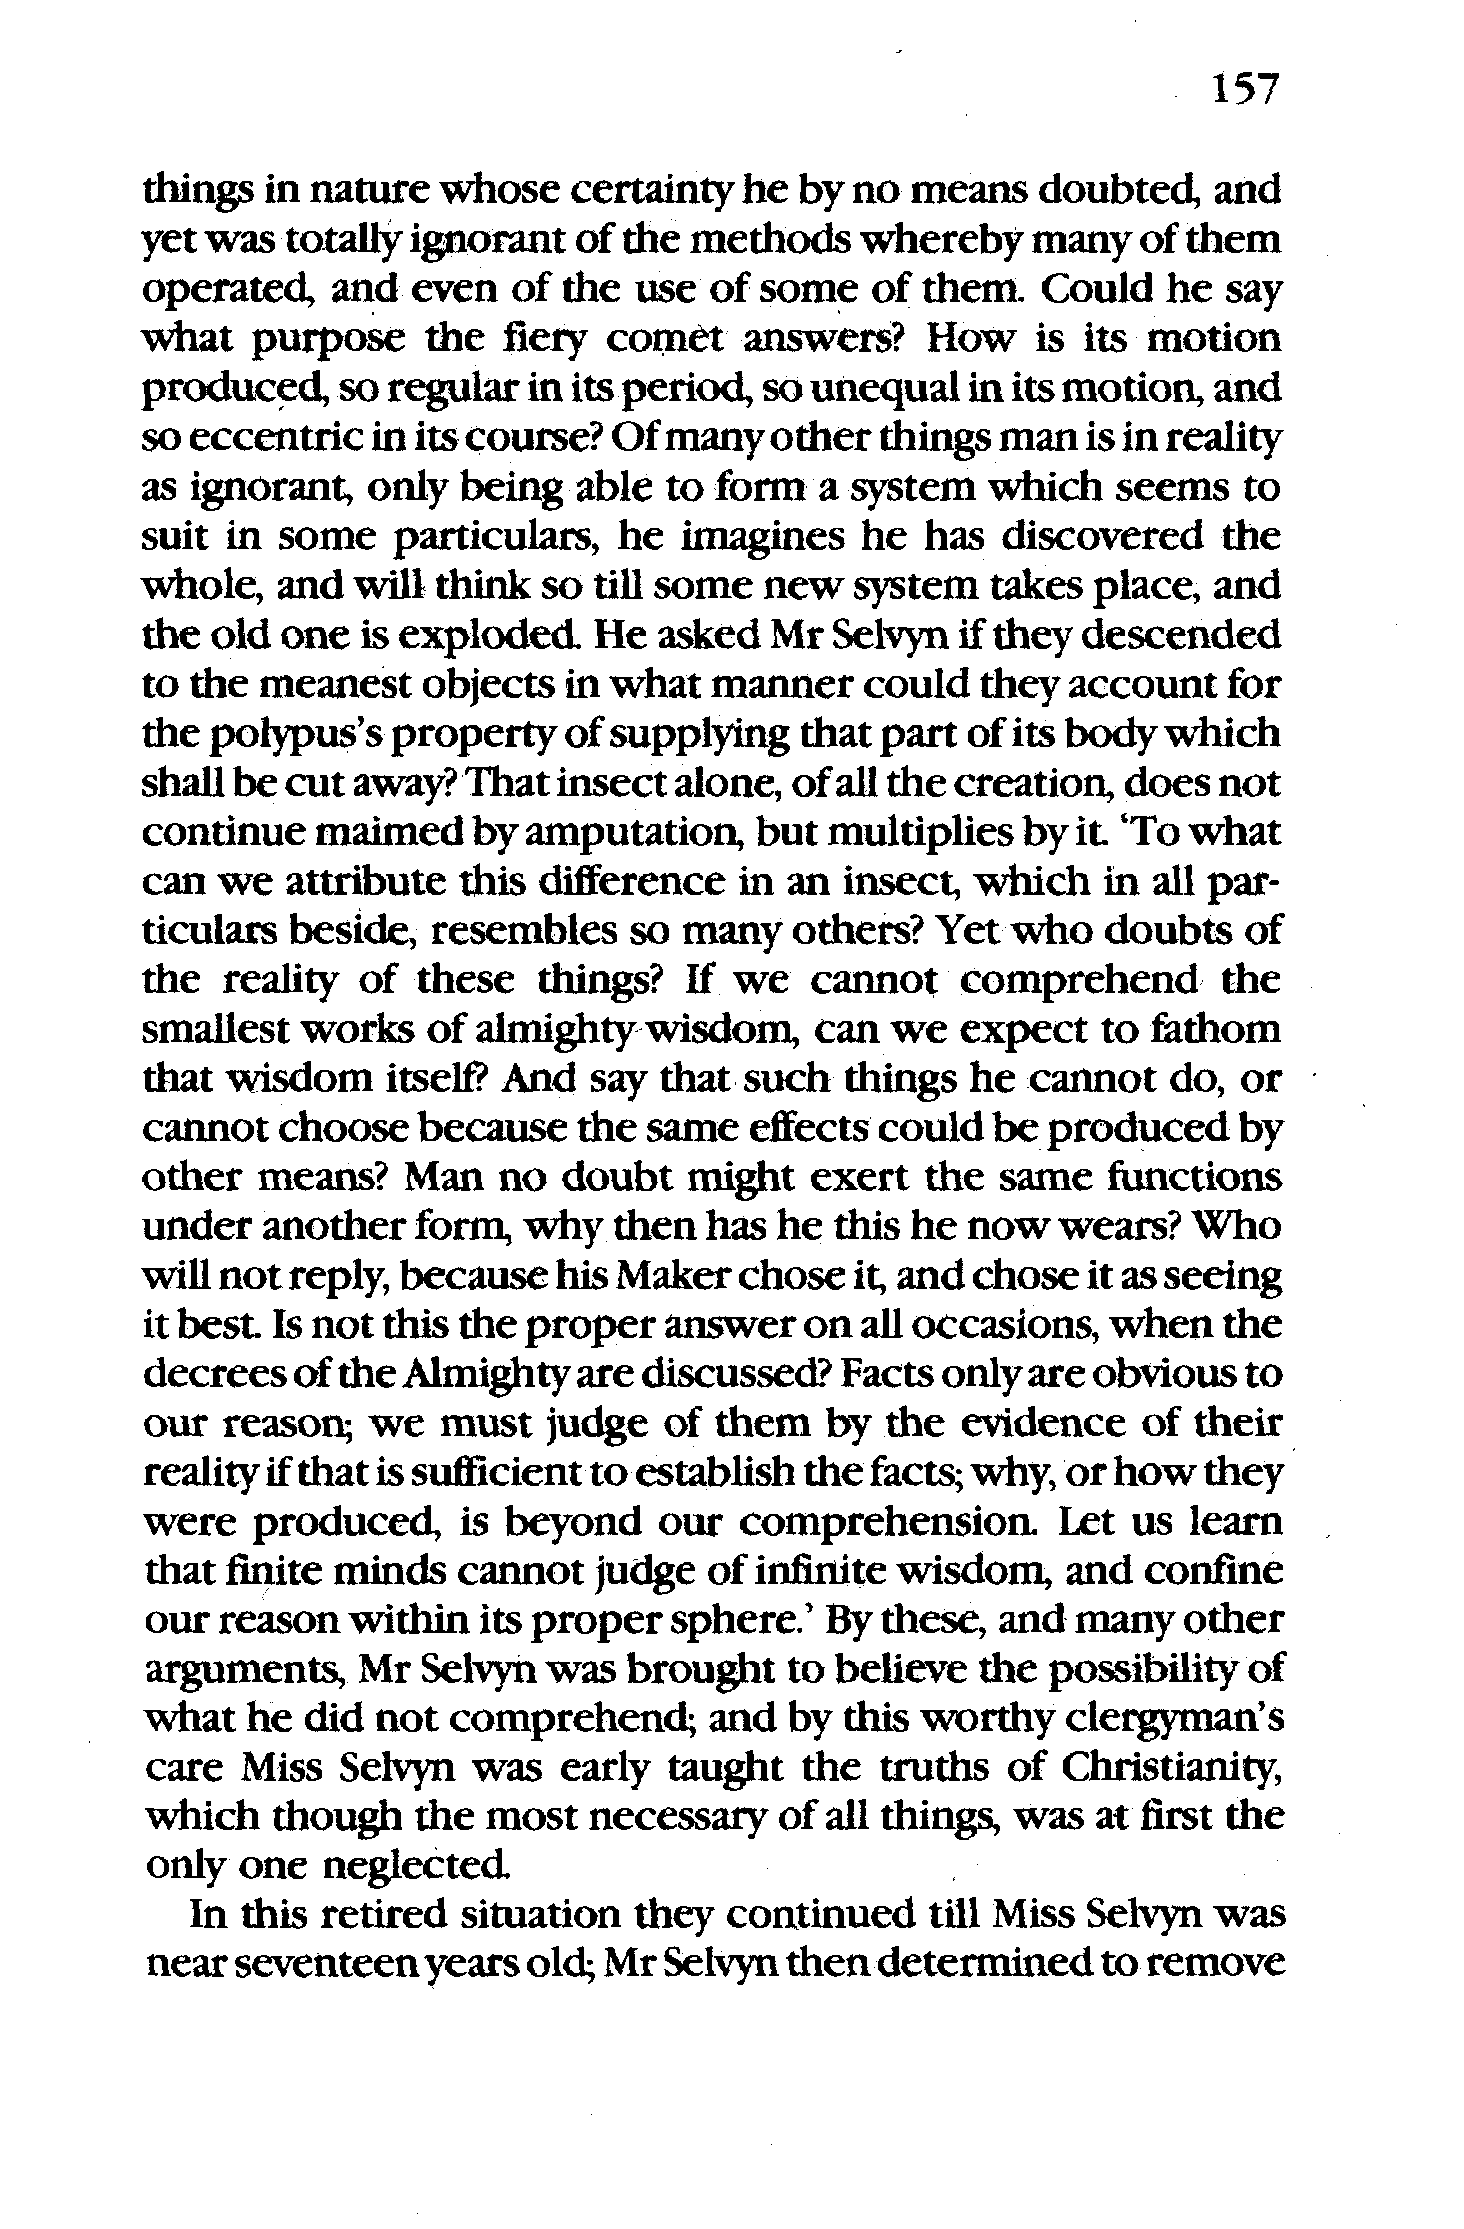 157
things in nature whose certainty he by no means doubted, and
yet was totally ignorant of the methods whereby many of them
operated, and even of the use of some of them. Could he say
what purpose the fiery comet answers? How is its motion
produced, so regular in its period, so unequal in its motion, and
so eccentric in its course? Of many other things man is in reality
as ignorant, only being able to form a system which seems to
suit in some particulars, he imagines he has discovered the
whole, and will think so till some new system takes place, and
the old one is exploded. He asked Mr Selvyn if they descended
to the meanest objects in what manner could they account for
the polypus's property of supplying that part of its body which
shall be cut away? That insect alone, of all the creation, does not
continue maimed by amputation, but multiplies by it. 'To what
can we attribute this difference in an insect, which in all par-
ticulars beside, resembles so many others? Yet who doubts of
the reality of these things? If we cannot comprehend the
smallest works of almighty wisdom, can we expect to fathom
that wisdom itself? And say that such things he cannot do, or
cannot choose because the same effects could be produced by
other means? Man no doubt might exert the same functions
under another form, why then has he this he now wears? Who
will not reply, because his Maker chose it, and chose it as seeing
it best. Is not this the proper answer on all occasions, when the
decrees of the Almighty are discussed? Facts only are obvious to
our reason; we must judge of them by the evidence of their
reality if that is sufficient to establish the facts; why, or how they
were produced, is beyond our comprehension. Let us learn
that finite minds cannot judge of infinite wisdom, and confine
our reason within its proper sphere.' By these, and many other
arguments, Mr Selvyn was brought to believe the possibility of
what he did not comprehend; and by this worthy clergyman's
care Miss Selvyn was early taught the truths of Christianity,
which though the most necessary of all things, was at first the
only one neglected.
In this retired situation they continued till Miss Selvyn was
near seventeen years old; Mr Selvyn then determined to remove